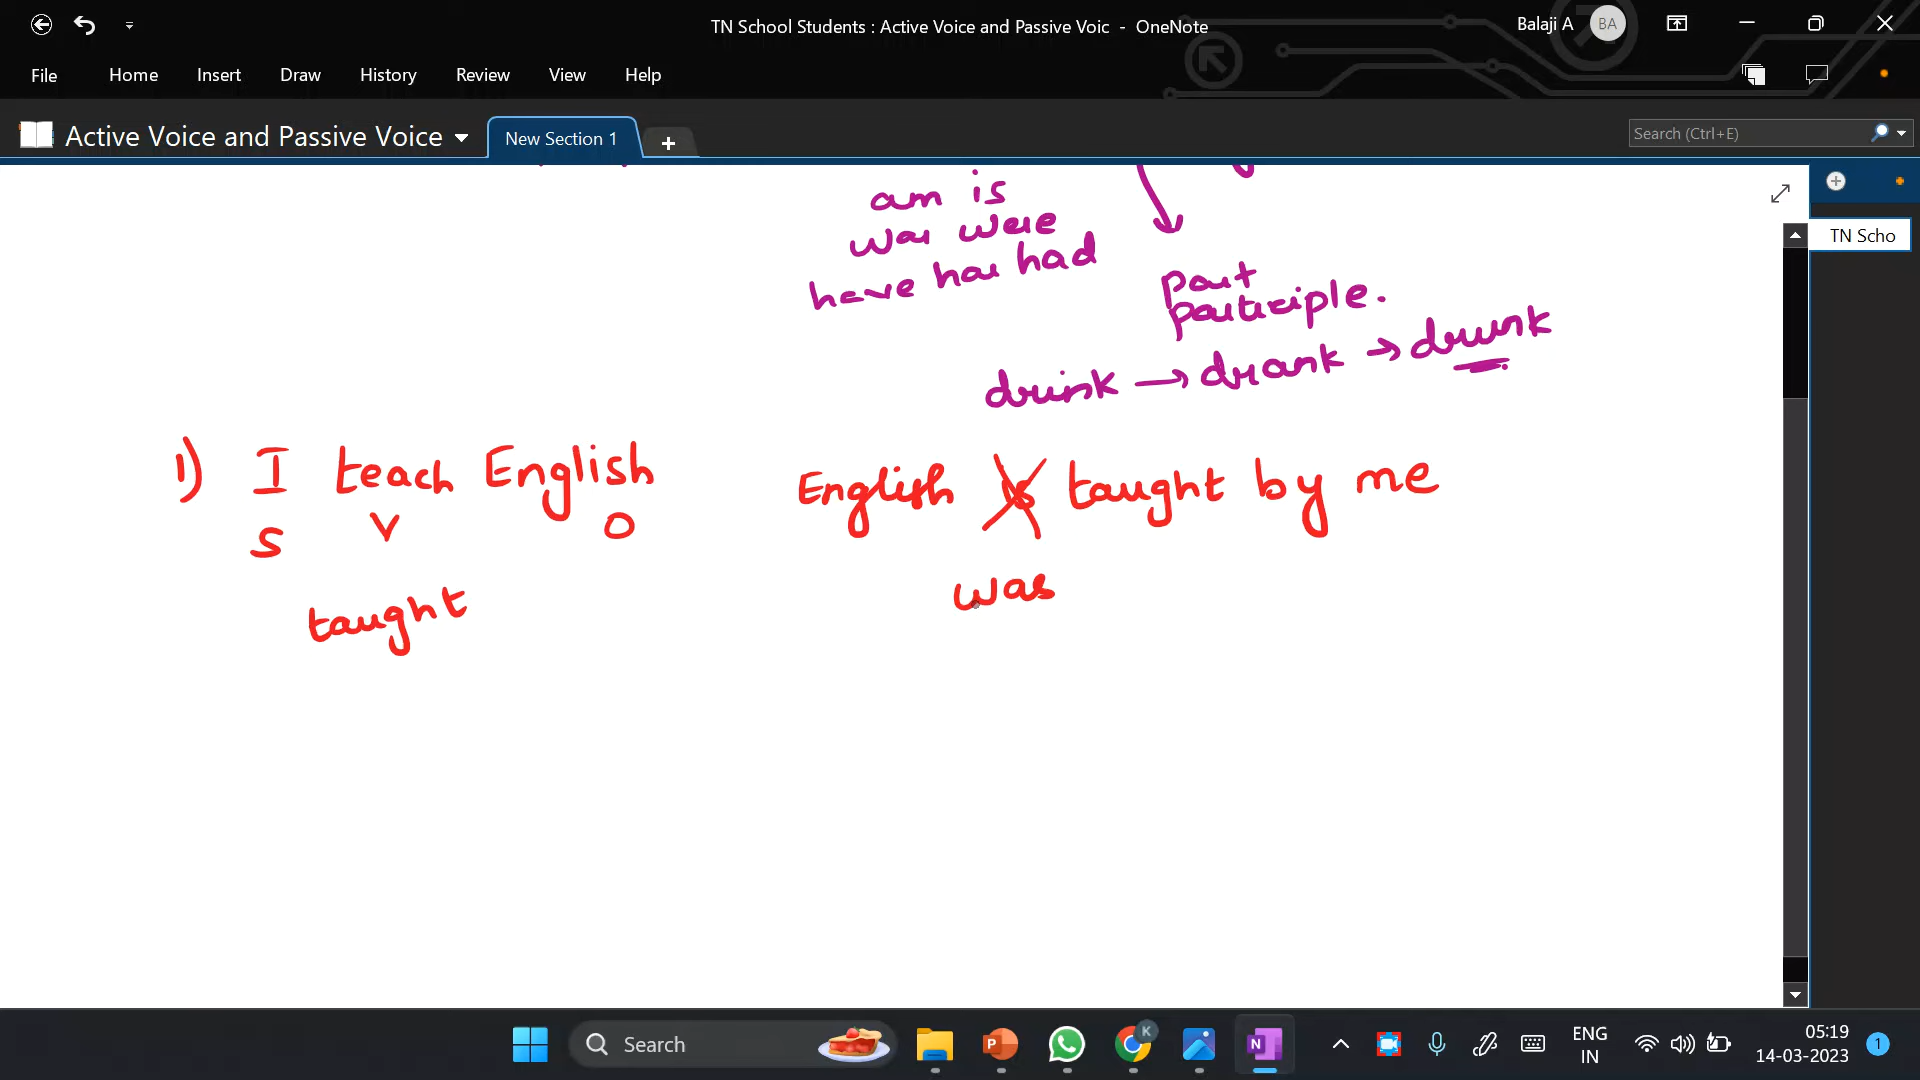 TN School Students : Active Voice and Passive Voic - OneNote
Balaji A
BA
File Home Insert Draw History Review View Help
Active Voice and Passive Voice
New Section 1
Search (Ctrl+E)
TN Scho
am is
was were
have has had
past
participle.
drink → drank → drunk
1) I teach English
S V O
English is taught by me
taught
was
Search
P
K
N
ENG
IN
05:19
14-03-2023
1